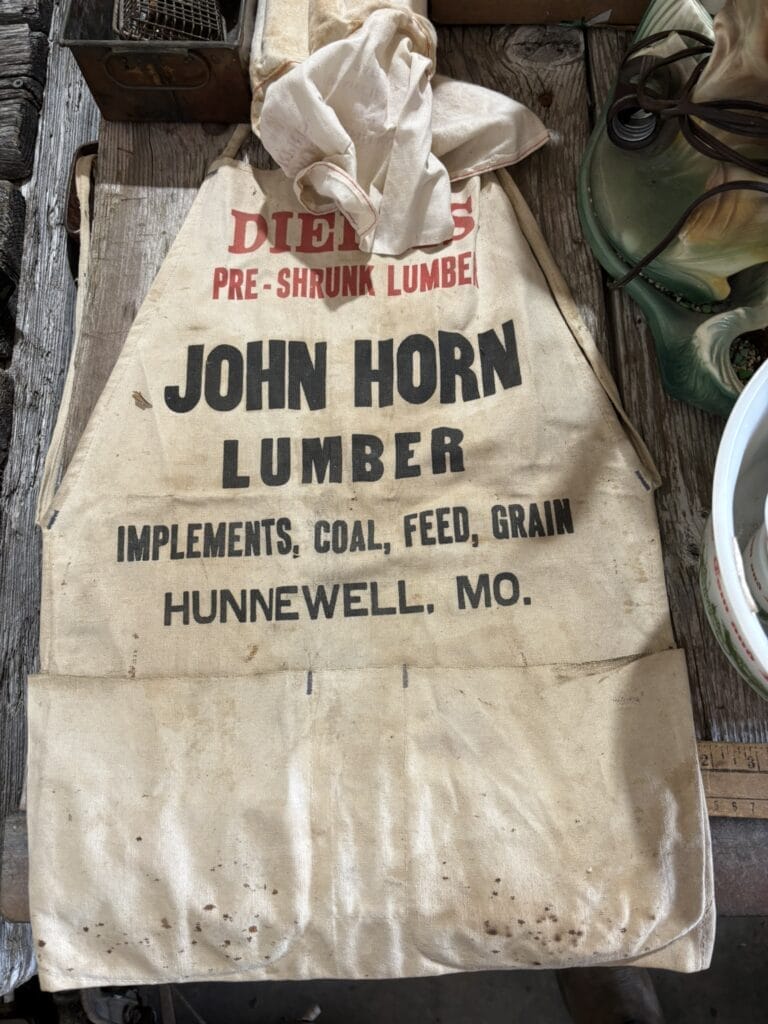 PRE-SHRUNK LUMBER
JOHN HORN
LUMBER
IMPLEMENTS, COAL, FEED, GRAIN
HUNNEWELL, MO.